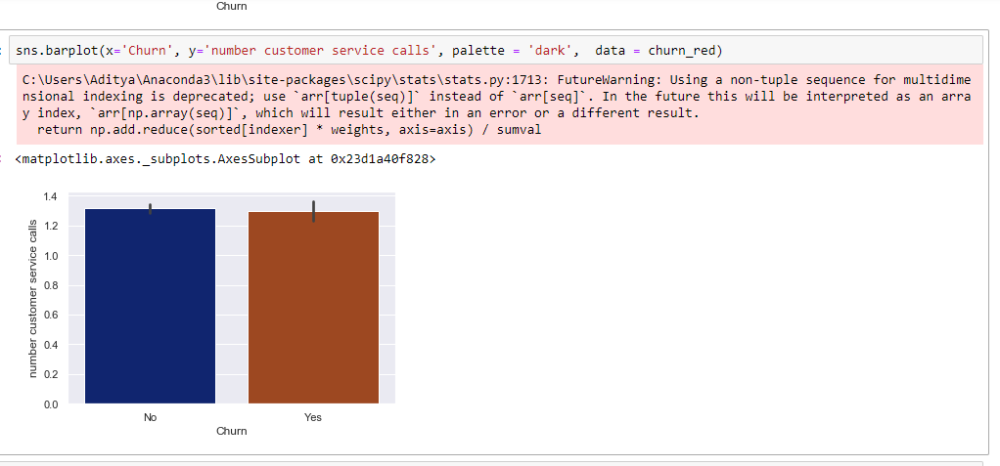 Churn
sns.barplot(x='Churn', y='number customer service calls', palette = 'dark',  data = churn_red)
C:\Users\Aditya\Anaconda3\lib\site-packages\scipy\stats\stats.py:1713: FutureWarning: Using a non-tuple sequence for multidime
nsional indexing is deprecated; use `arr[tuple(seq)]` instead of `arr[seq]`. In the future this will be interpreted as an arra
y index, `arr[np.array(seq)]`, which will result either in an error or a different result.
  return np.add.reduce(sorted[indexer] * weights, axis=axis) / sumval
<matplotlib.axes._subplots.AxesSubplot at 0x23d1a40f828>
number customer service calls
1.4
1.2
1.0
0.8
0.6
0.4
0.2
0.0
No Yes
Churn